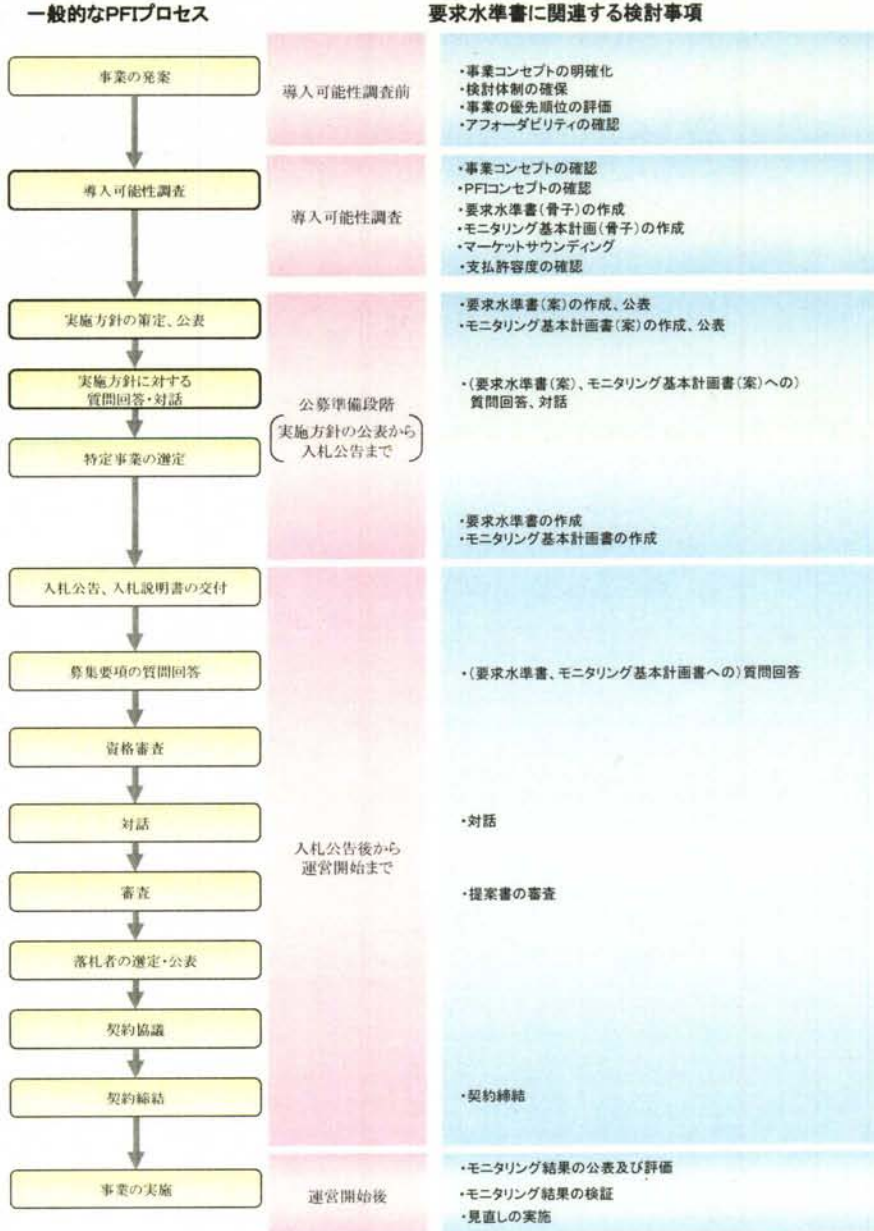 一般的なPFIプロセス
要求水準書に関連する検討事項
事業の発案
導入可能性調査前
・事業コンセプトの明確化
・検討体制の確保
・事業の優先順位の評価
・アフォーダビリティの確認
導入可能性調査
導入可能性調査
・事業コンセプトの確認
・PFIコンセプトの確認
・要求水準書(骨子)の作成
・モニタリング基本計画(骨子)の作成
・マーケットサウンディング
・支払許容度の確認
実施方針の策定、公表
・要求水準書(案)の作成、公表
・モニタリング基本計画書(案)の作成、公表
実施方針に対する
質問回答・対話
公募準備段階
実施方針の公表から
入札公告まで
・(要求水準書(案)、モニタリング基本計画書(案)への)
質問回答、対話
特定事業の選定
・要求水準書の作成
・モニタリング基本計画書の作成
入札公告、入札説明書の交付
募集要項の質問回答
・(要求水準書、モニタリング基本計画書への)質問回答
資格審査
対話
入札公告後から
運営開始まで
・対話
審査
・提案書の審査
落札者の選定・公表
契約協議
契約締結
・契約締結
事業の実施
運営開始後
・モニタリング結果の公表及び評価
・モニタリング結果の検証
・見直しの実施